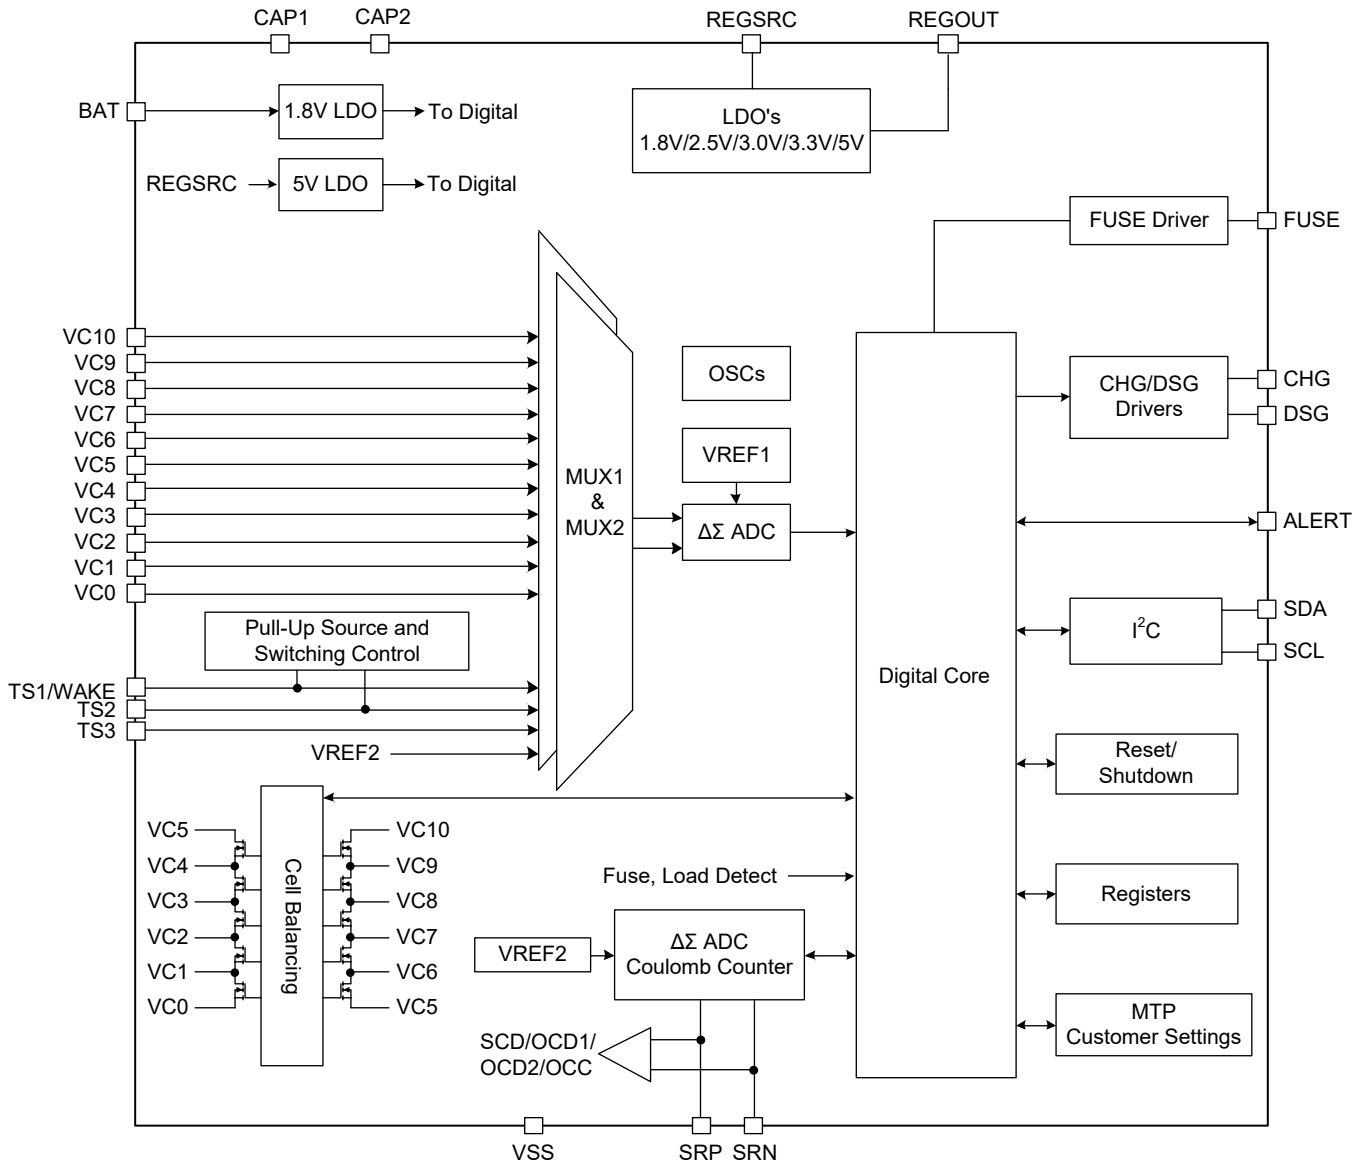 CAP1
CAP2
REGSRC
REGOUT
BAT
1.8V LDO
To Digital
LDO's
1.8V/2.5V/3.0V/3.3V/5V
REGSRC
5V LDO
To Digital
FUSE Driver
FUSE
VC10
VC9
VC8
VC7
VC6
VC5
VC4
VC3
VC2
VC1
VC0
MUX1
&
MUX2
OSCs
VREF1
ΔΣ ADC
CHG/DSG
Drivers
CHG
DSG
ALERT
I²C
SDA
SCL
Pull-Up Source and
Switching Control
TS1/WAKE
TS2
TS3
VREF2
Digital Core
Reset/
Shutdown
VC5
VC4
VC3
VC2
VC1
VC0
Cell Balancing
VC10
VC9
VC8
VC7
VC6
VC5
Fuse, Load Detect
Registers
VREF2
ΔΣ ADC
Coulomb Counter
MTP
Customer Settings
SCD/OCD1/
OCD2/OCC
VSS
SRP
SRN